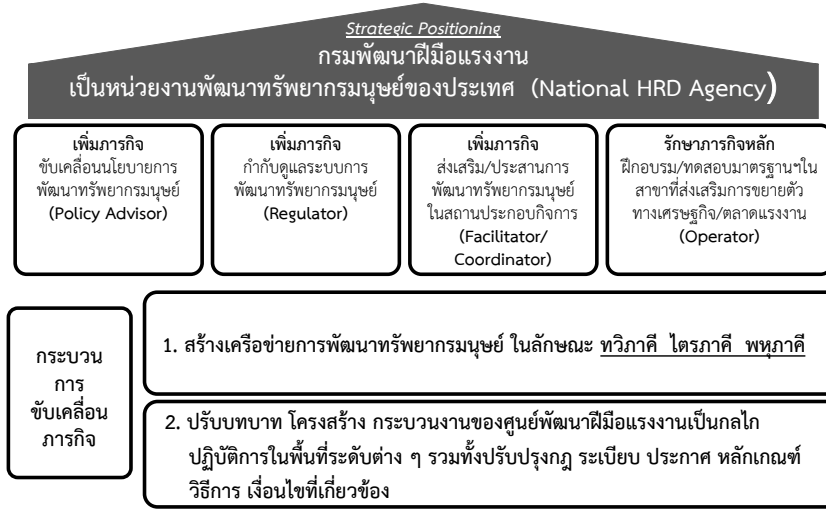 Strategic Positioning
กรมพัฒนาฝีมือแรงงาน
เป็นหน่วยงานพัฒนาทรัพยากรมนุษย์ของประเทศ (National HRD Agency)
เพิ่มภารกิจ
ขับเคลื่อนนโยบายการ
พัฒนาทรัพยากรมนุษย์
(Policy Advisor)
เพิ่มภารกิจ
กำกับดูแลระบบการ
พัฒนาทรัพยากรมนุษย์
(Regulator)
เพิ่มภารกิจ
ส่งเสริม/ประสานการ
พัฒนาทรัพยากรมนุษย์
ในสถานประกอบกิจการ
(Facilitator/
Coordinator)
รักษาภารกิจหลัก
ฝึกอบรม/ทดสอบมาตรฐานฯใน
สาขาที่ส่งเสริมการขยายตัว
ทางเศรษฐกิจ/ตลาดแรงงาน
(Operator)
กระบวน
การ
ขับเคลื่อน
ภารกิจ
1. สร้างเครือข่ายการพัฒนาทรัพยากรมนุษย์ ในลักษณะ ทวิภาคี ไตรภาคี พหุภาคี
2. ปรับบทบาท โครงสร้าง กระบวนงานของศูนย์พัฒนาฝีมือแรงงานเป็นกลไก
ปฏิบัติการในพื้นที่ระดับต่าง ๆ รวมทั้งปรับปรุงกฎ ระเบียบ ประกาศ หลักเกณฑ์
วิธีการ เงื่อนไขที่เกี่ยวข้อง